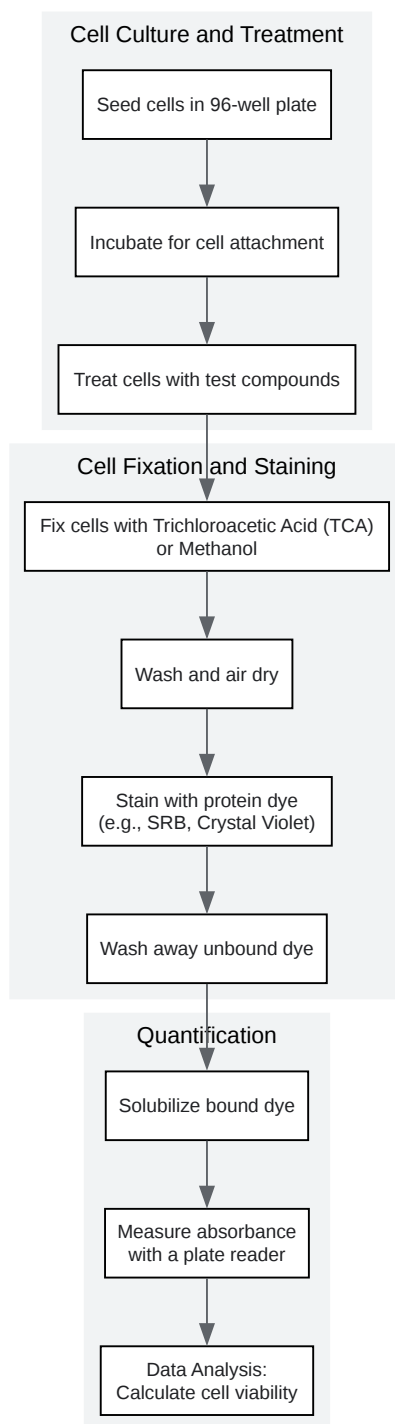 Cell Culture and Treatment
Seed cells in 96-well plate
Incubate for cell attachment
Treat cells with test compounds
Cell Fixation and Staining
Fix cells with Trichloroacetic Acid (TCA)
or Methanol
Wash and air dry
Stain with protein dye
(e.g., SRB, Crystal Violet)
Wash away unbound dye
Quantification
Solubilize bound dye
Measure absorbance
with a plate reader
Data Analysis:
Calculate cell viability